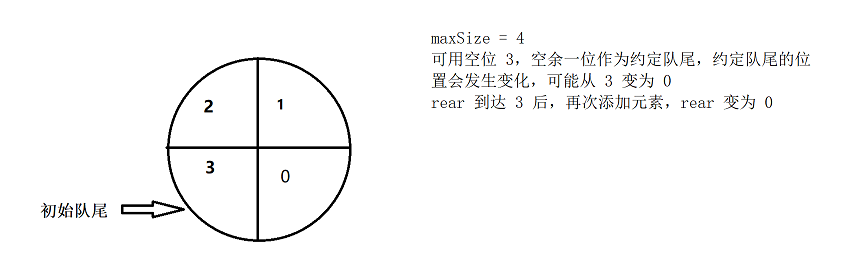 maxSize = 4
可用空位 3，空余一位作为约定队尾，约定队尾的位
置会发生变化，可能从 3 变为 0
rear 到达 3 后，再次添加元素，rear 变为 0
2
1
3
0
初始队尾